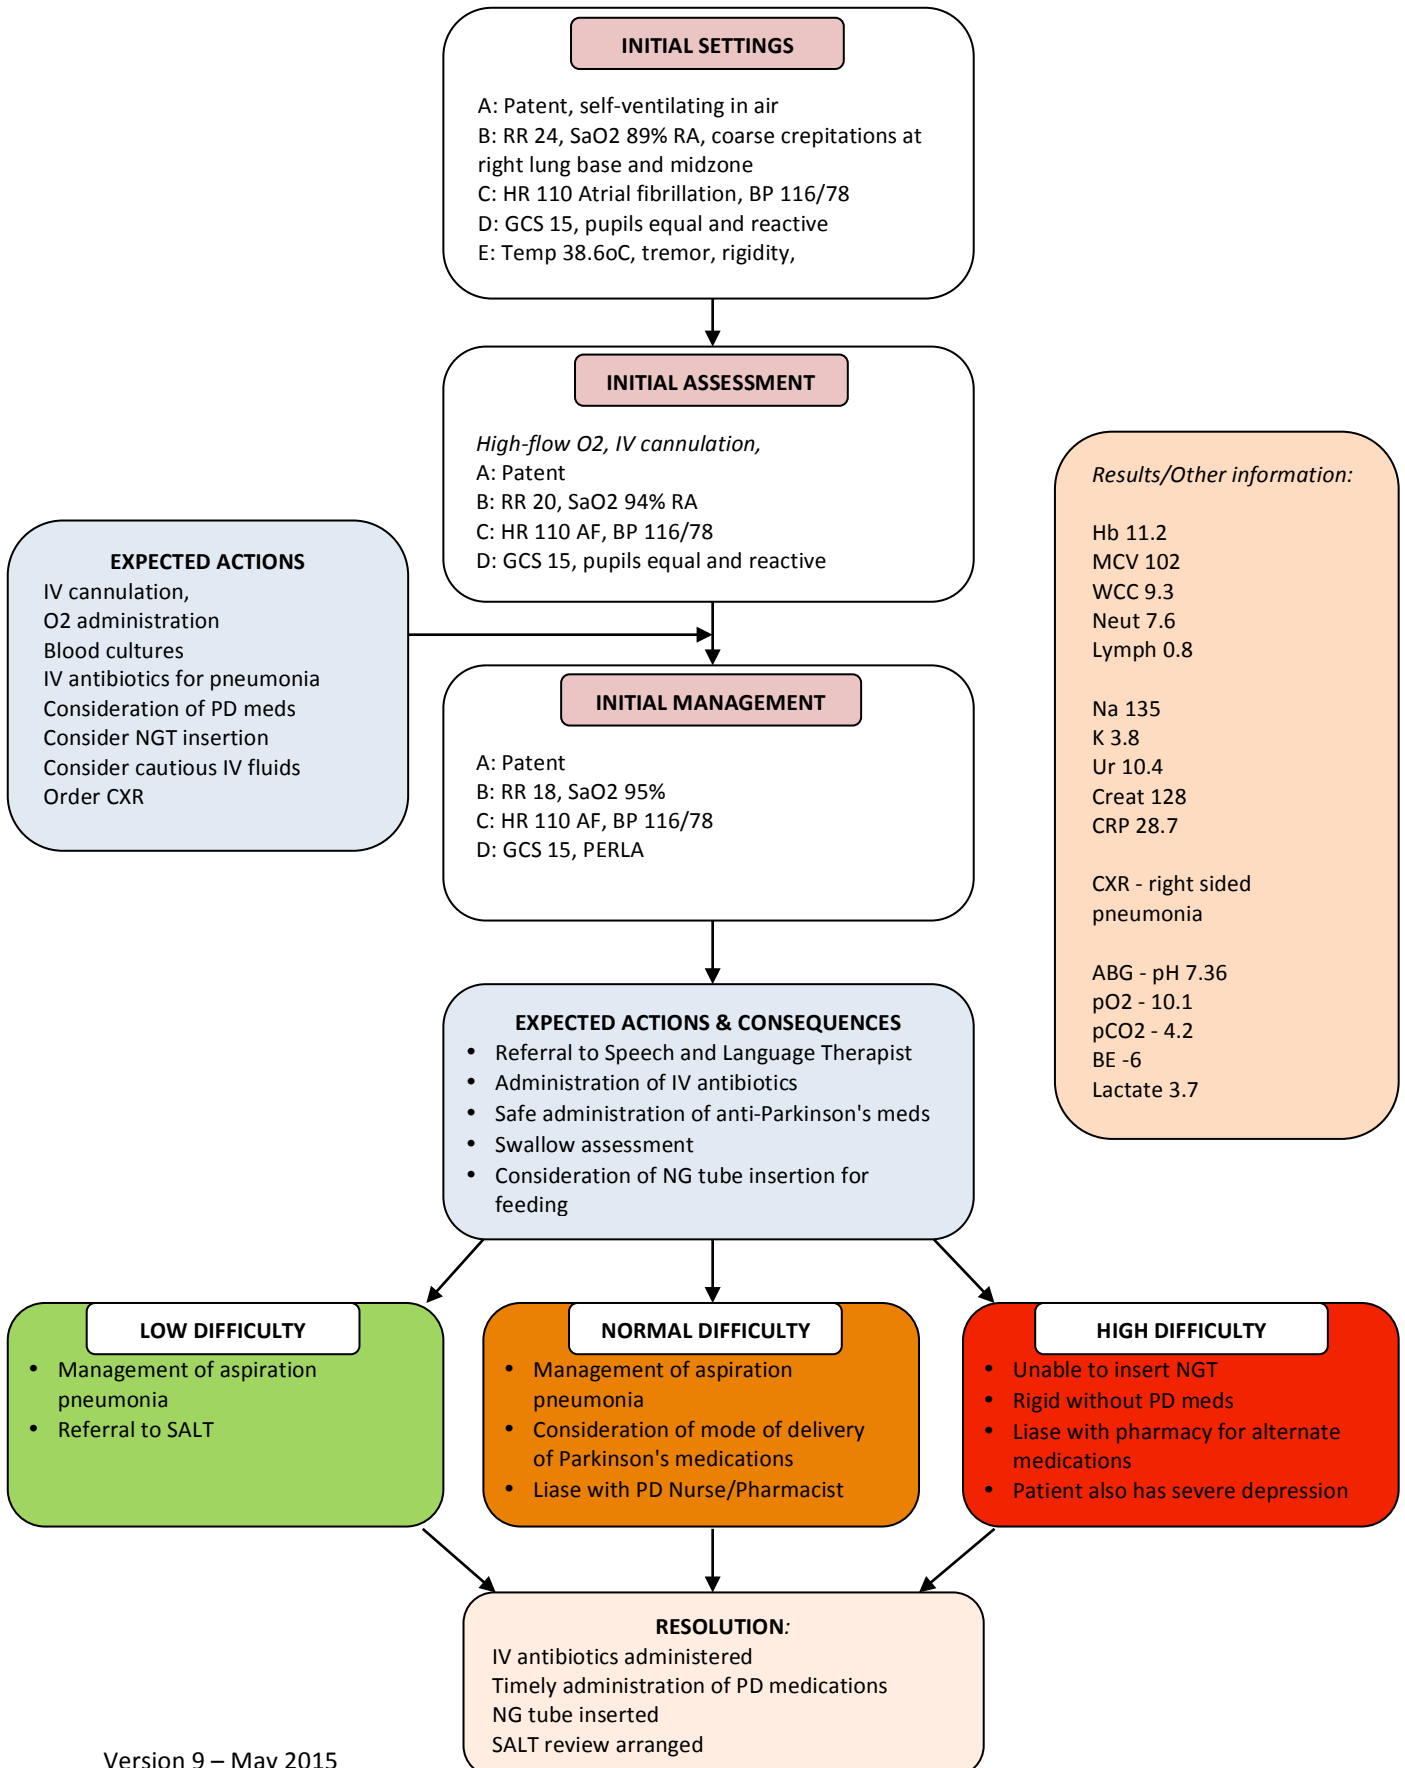 INITIAL SETTINGS
A: Patent, self-ventilating in air
B: RR 24, SaO2 89% RA, coarse crepitations at
right lung base and midzone
C: HR 110 Atrial fibrillation, BP 116/78
D: GCS 15, pupils equal and reactive
E: Temp 38.6oC, tremor, rigidity,
INITIAL ASSESSMENT
High-flow O2, IV cannulation,
A: Patent
B: RR 20, SaO2 94% RA
C: HR 110 AF, BP 116/78
D: GCS 15, pupils equal and reactive
EXPECTED ACTIONS
IV cannulation,
O2 administration
Blood cultures
IV antibiotics for pneumonia
Consideration of PD meds
Consider NGT insertion
Consider cautious IV fluids
Order CXR
INITIAL MANAGEMENT
A: Patent
B: RR 18, SaO2 95%
C: HR 110 AF, BP 116/78
D: GCS 15, PERLA
Results/Other information:
Hb 11.2
MCV 102
WCC 9.3
Neut 7.6
Lymph 0.8
Na 135
K 3.8
Ur 10.4
Creat 128
CRP 28.7
CXR - right sided
pneumonia
ABG - pH 7.36
pO2 - 10.1
pCO2 - 4.2
BE -6
Lactate 3.7
EXPECTED ACTIONS & CONSEQUENCES
• Referral to Speech and Language Therapist
• Administration of IV antibiotics
• Safe administration of anti-Parkinson's meds
• Swallow assessment
• Consideration of NG tube insertion for
feeding
LOW DIFFICULTY
• Management of aspiration
pneumonia
• Referral to SALT
NORMAL DIFFICULTY
• Management of aspiration
pneumonia
• Consideration of mode of delivery
of Parkinson's medications
• Liase with PD Nurse/Pharmacist
HIGH DIFFICULTY
• Unable to insert NGT
• Rigid without PD meds
• Liase with pharmacy for alternate
medications
• Patient also has severe depression
RESOLUTION:
IV antibiotics administered
Timely administration of PD medications
NG tube inserted
SALT review arranged
Version 9 – May 2015